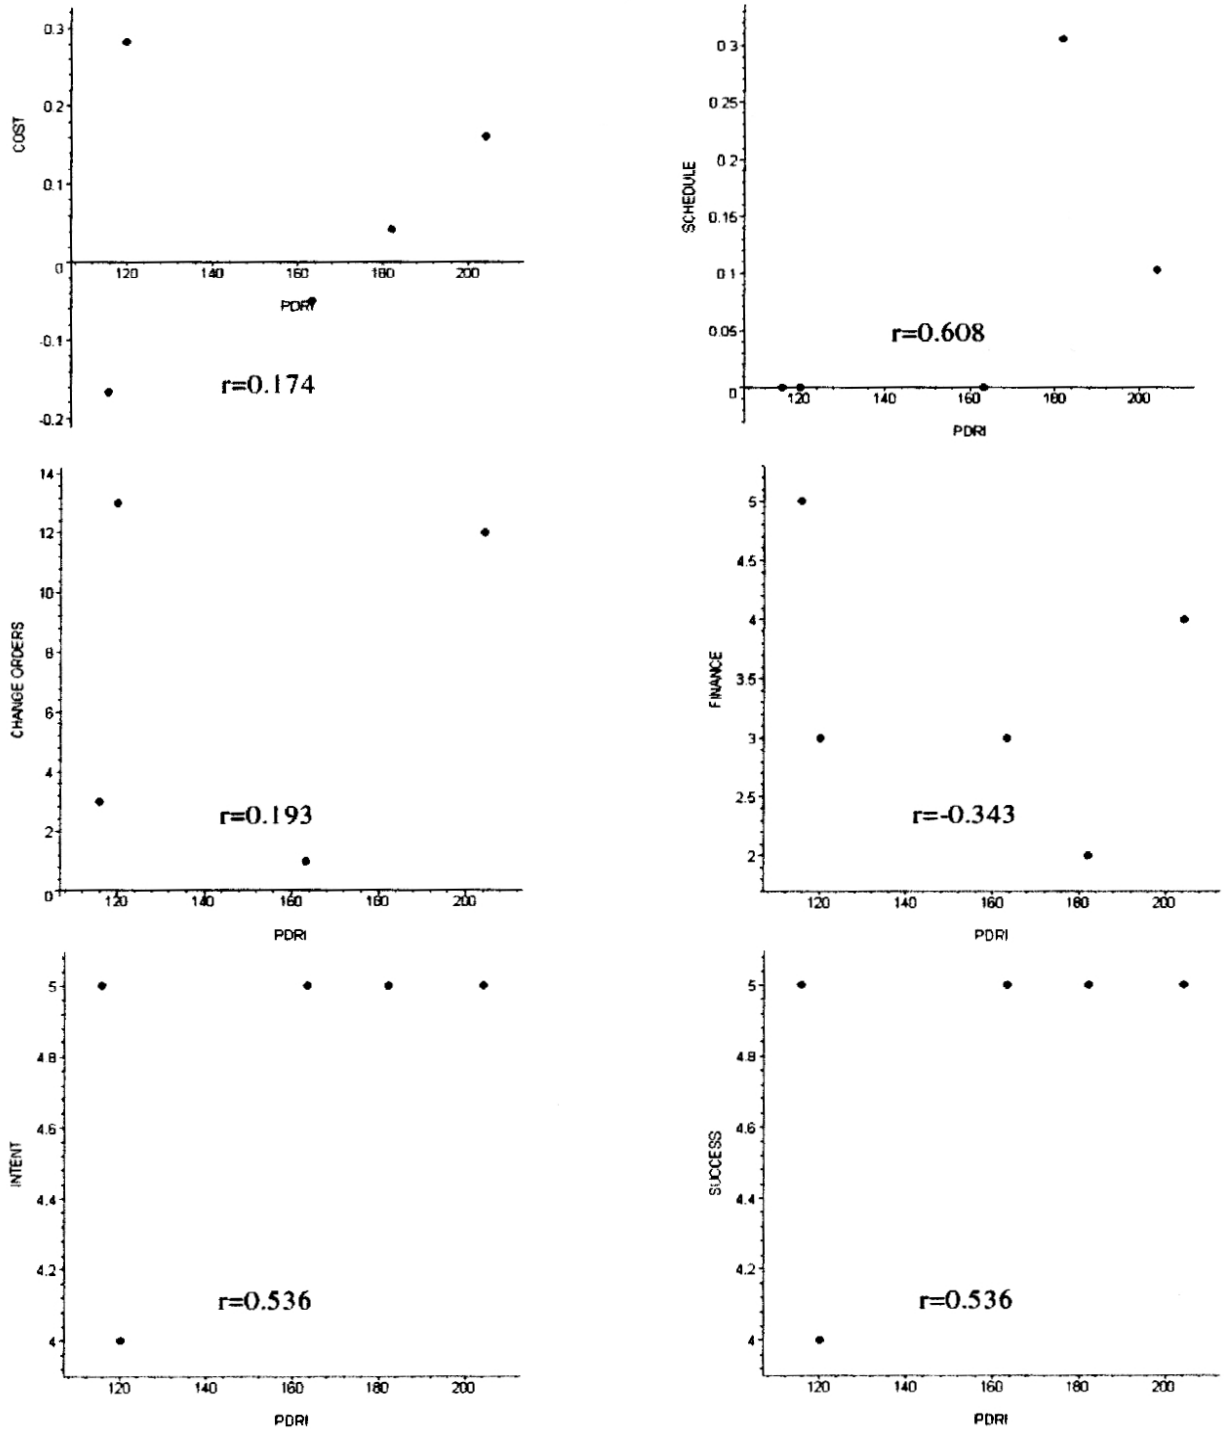 0.3
0.2
COST
0.1
0
120 140 160 180 200
PDRI
-0.1
r=0.174
-0.2
0.3
0.25
0.2
SCHEDULE
0.15
0.1
0.05
r=0.608
0
120 140 160 180 200
PDRI
14
12
10
8
CHANGE ORDERS
6
4
r=0.193
2
0
120 140 160 180 200
PDRI
5
4.5
4
FINANCE
3.5
3
2.5
r=-0.343
2
120 140 160 180 200
PDRI
5
4.8
4.6
INTENT
4.4
4.2
r=0.536
4
120 140 160 180 200
PDRI
5
4.8
4.6
SUCCESS
4.4
4.2
r=0.536
4
120 140 160 180 200
PDRI